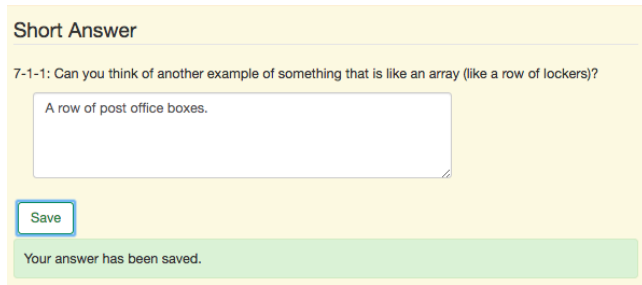 Short Answer
7-1-1: Can you think of another example of something that is like an array (like a row of lockers)?
A row of post office boxes.
Save
Your answer has been saved.